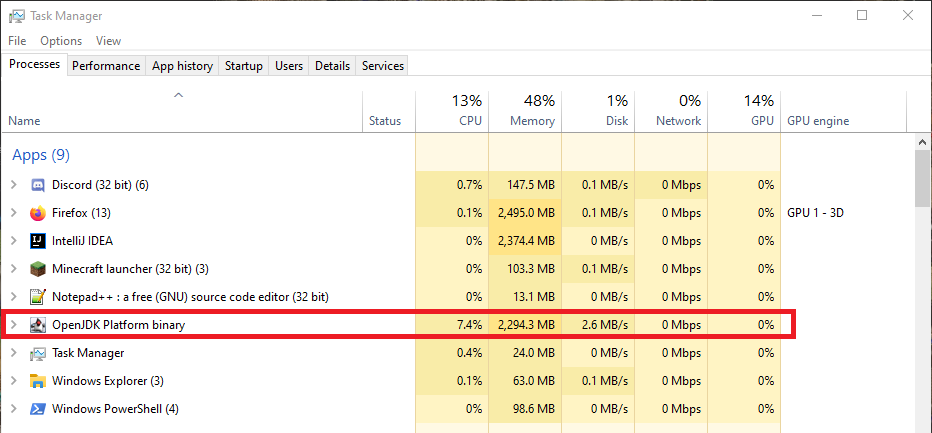 Task Manager
File Options View
Processes Performance App history Startup Users Details Services
13% 48% 1% 0% 14%
Name Status CPU Memory Disk Network GPU GPU engine
Apps (9)
Discord (32 bit) (6) 0.7% 147.5 MB 0.1 MB/s 0 Mbps 0%
Firefox (13) 0.1% 2,495.0 MB 0.1 MB/s 0 Mbps 0% GPU 1 - 3D
IntelliJ IDEA 0% 2,374.4 MB 0 MB/s 0 Mbps 0%
Minecraft launcher (32 bit) (3) 0% 103.3 MB 0.1 MB/s 0 Mbps 0%
Notepad++ : a free (GNU) source code editor (32 bit) 0% 13.1 MB 0 MB/s 0 Mbps 0%
OpenJDK Platform binary 7.4% 2,294.3 MB 2.6 MB/s 0 Mbps 0%
Task Manager 0.4% 24.0 MB 0 MB/s 0 Mbps 0%
Windows Explorer (3) 0.1% 63.0 MB 0.1 MB/s 0 Mbps 0%
Windows PowerShell (4) 0% 98.6 MB 0 MB/s 0 Mbps 0%